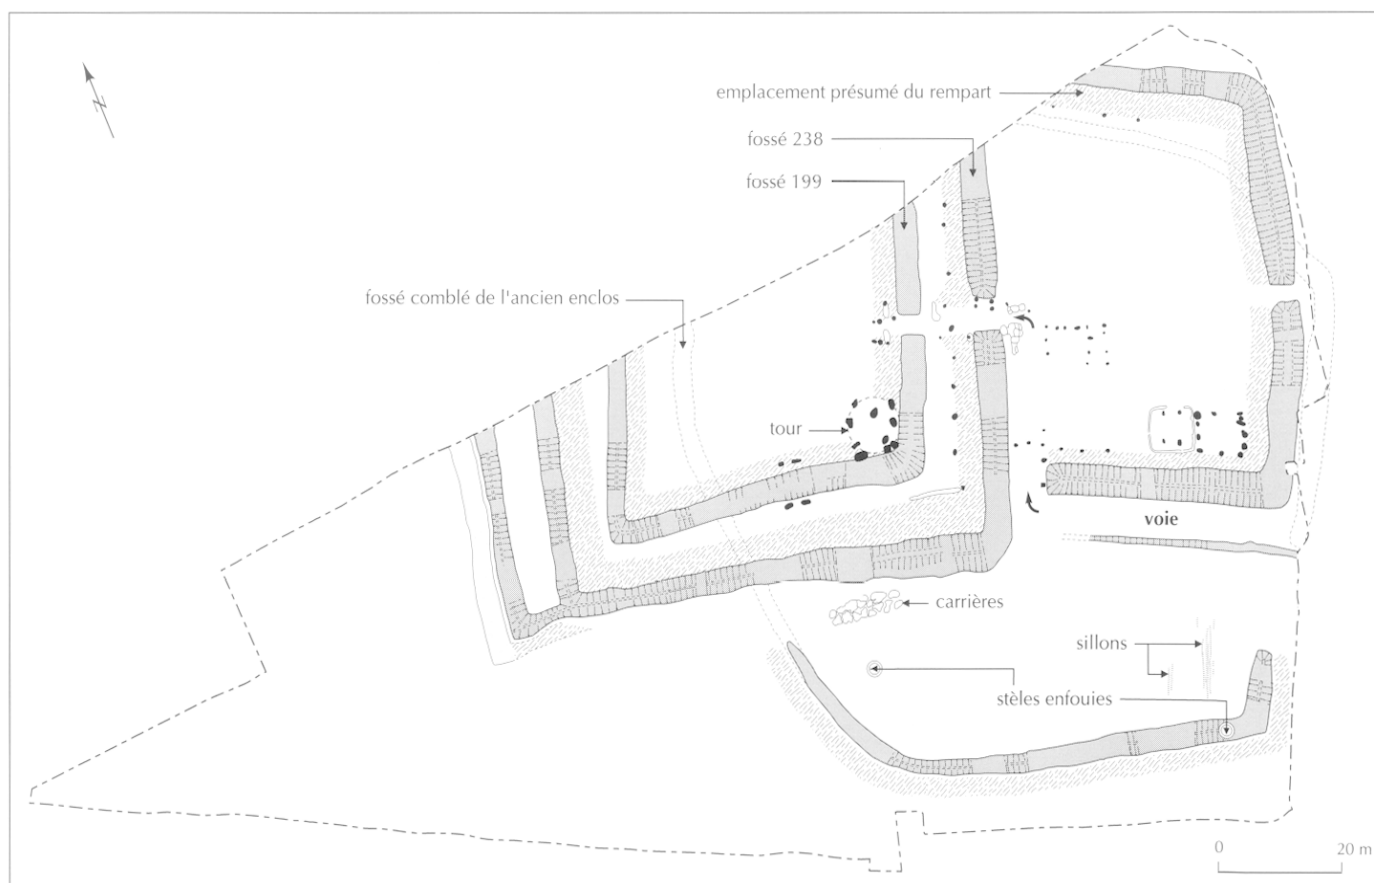 N
emplacement présumé du rempart
fossé 238
fossé 199
fossé comblé de l'ancien enclos
tour
voie
carrières
sillons
stèles enfouies
0 20 m